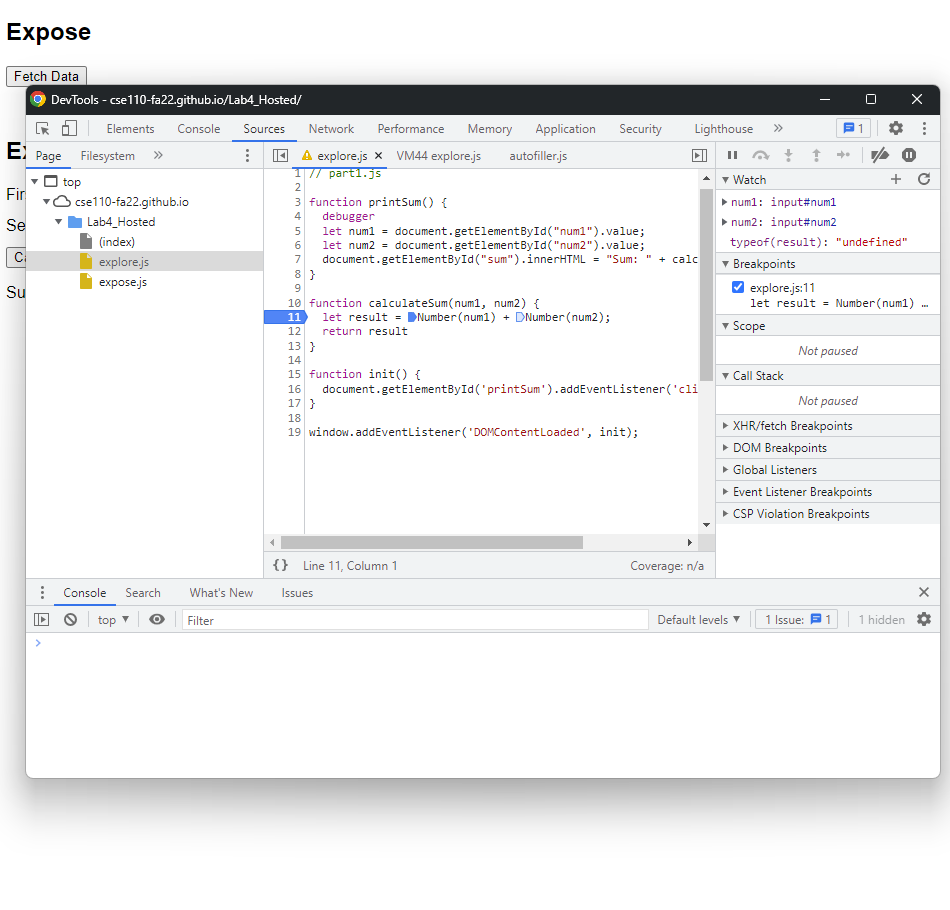 Expose
Fetch Data
DevTools - cse110-fa22.github.io/Lab4_Hosted/
Elements Console Sources Network Performance Memory Application Security Lighthouse » 1
Page Filesystem »
explore.js × VM44 explore.js autofiller.js
Ex
Fir
Se
Ca
Su
top
cse110-fa22.github.io
Lab4_Hosted
(index)
explore.js
expose.js
1 // part1.js
2
3 function printSum() {
4 debugger
5 let num1 = document.getElementById("num1").value;
6 let num2 = document.getElementById("num2").value;
7 document.getElementById("sum").innerHTML = "Sum: " + calc
8 }
9
10 function calculateSum(num1, num2) {
11 let result = Number(num1) + Number(num2);
12 return result
13 }
14
15 function init() {
16 document.getElementById('printSum').addEventListener('cli
17 }
18
19 window.addEventListener('DOMContentLoaded', init);
{} Line 11, Column 1 Coverage: n/a
Watch
num1: input#num1
num2: input#num2
typeof(result): "undefined"
Breakpoints
explore.js:11
let result = Number(num1) …
Scope
Not paused
Call Stack
Not paused
XHR/fetch Breakpoints
DOM Breakpoints
Global Listeners
Event Listener Breakpoints
CSP Violation Breakpoints
Console Search What's New Issues
top Filter Default levels 1 Issue: 1 1 hidden